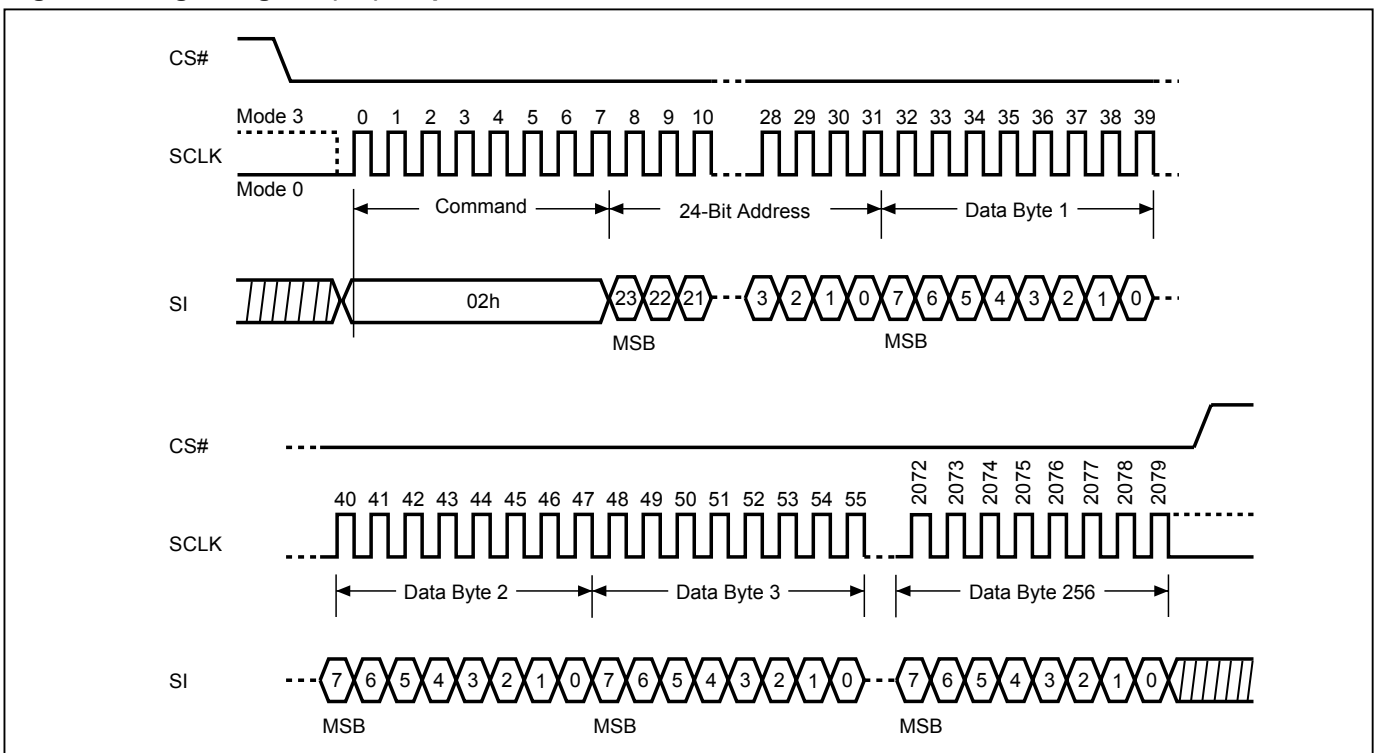 CS#
Mode 3
0 1 2 3 4 5 6 7 8 9 10 28 29 30 31 32 33 34 35 36 37 38 39
SCLK
Mode 0
Command 24-Bit Address Data Byte 1
SI 02h 23 22 21 3 2 1 0 7 6 5 4 3 2 1 0
MSB MSB
CS#
40 41 42 43 44 45 46 47 48 49 50 51 52 53 54 55 2072 2073 2074 2075 2076 2077 2078 2079
SCLK
Data Byte 2 Data Byte 3 Data Byte 256
SI 7 6 5 4 3 2 1 0 7 6 5 4 3 2 1 0 7 6 5 4 3 2 1 0
MSB MSB MSB